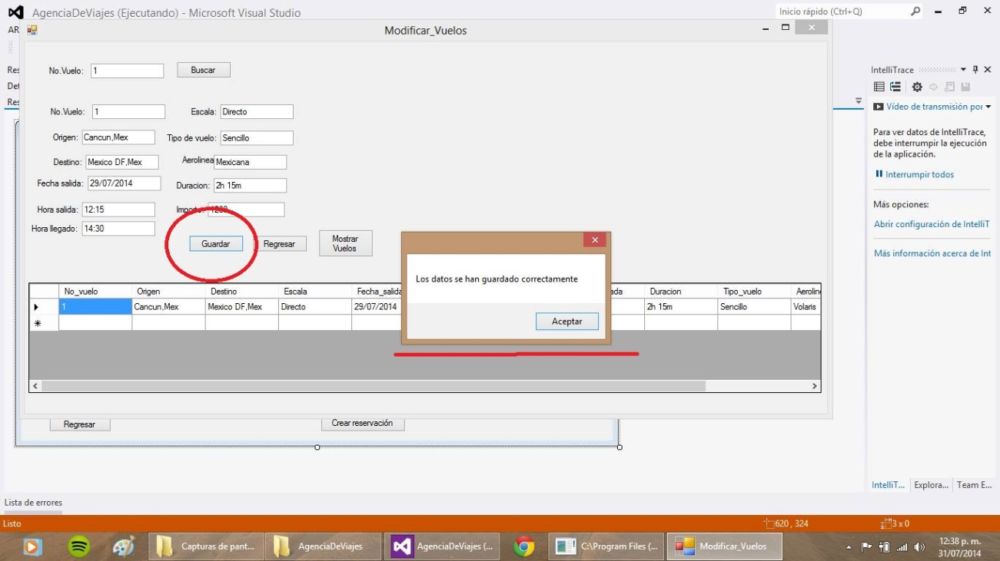 AgenciaDeViajes (Ejecutando) - Microsoft Visual Studio
Inicio rápido (Ctrl+Q)
AR
Modificar_Vuelos
Res
No.Vuelo: 1 Buscar
Det
Res
No.Vuelo: 1 Escala: Directo
Origen: Cancun,Mex Tipo de vuelo: Sencillo
Destino: Mexico DF,Mex Aerolinea Mexicana
Fecha salida: 29/07/2014 Duracion: 2h 15m
Hora salida: 12:15
Hora llegado: 14:30
Guardar Regresar Mostrar
Vuelos
Los datos se han guardado correctamente
Aceptar
No_vuelo Origen Destino Escala Fecha_salida ada Duracion Tipo_vuelo Aerolin
1 Cancun,Mex Mexico DF,Mex Directo 29/07/2014 2h 15m Sencillo Volaris
Regresar Crear reservación
IntelliTrace
Vídeo de transmisión por
Para ver datos de IntelliTrace,
debe interrumpir la ejecución
de la aplicación.
Interrumpir todos
Más opciones:
Abrir configuración de IntelliT
Más información acerca de Int
IntelliT... Explora... Team E...
Lista de errores
Listo 620 , 324 3 x 0
Capturas de pant... AgenciaDeViajes AgenciaDeViajes (... C:\Program Files (... Modificar_Vuelos
12:38 p. m.
31/07/2014